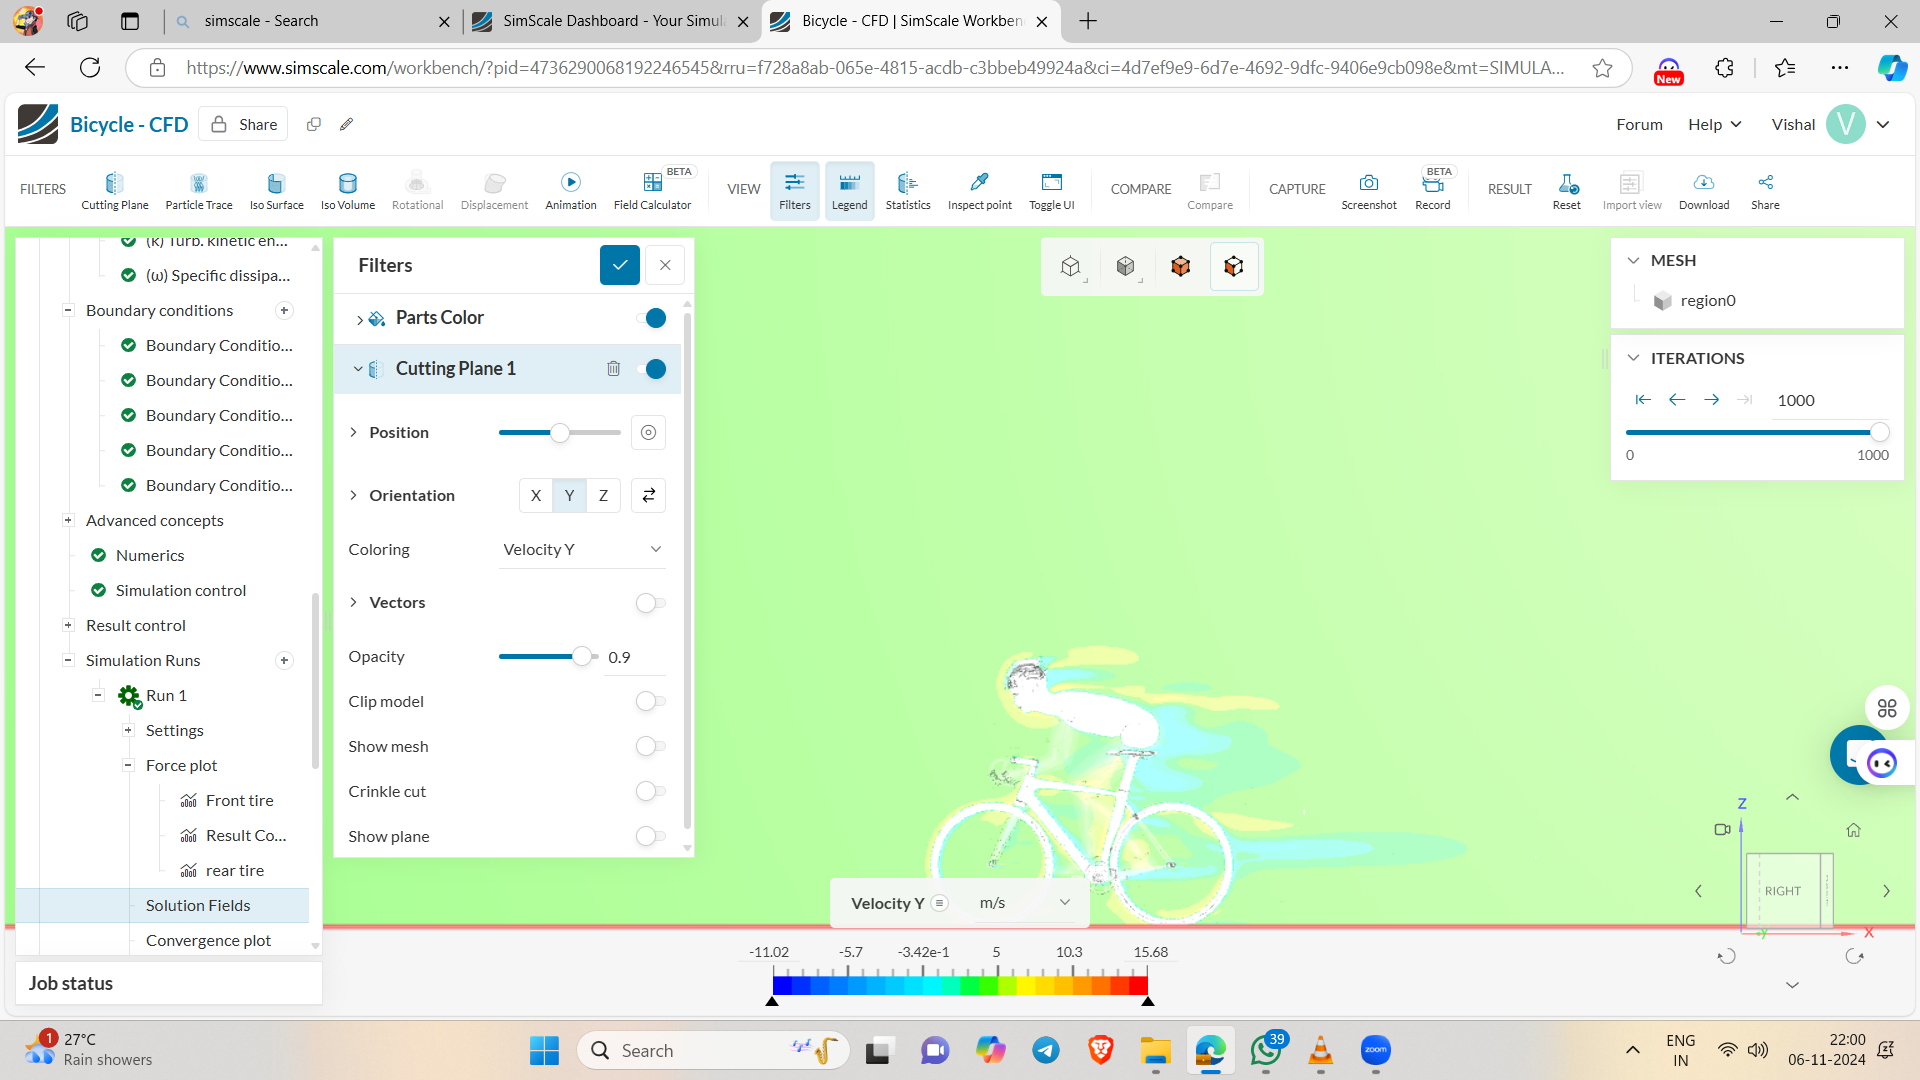 simscale - Search
SimScale Dashboard - Your Simula
Bicycle - CFD | SimScale Workben
https://www.simscale.com/workbench/?pid=4736290068192246545&rru=f728a8ab-065e-4815-acdb-c3bbeb49924a&ci=4d7ef9e9-6d7e-4692-9dfc-9406e9cb098e&mt=SIMULA...
New
Bicycle - CFD
Share
Forum
Help
Vishal
V
FILTERS
Cutting Plane
Particle Trace
Iso Surface
Iso Volume
Rotational
Displacement
Animation
BETA
Field Calculator
VIEW
Filters
Legend
Statistics
Inspect point
Toggle UI
COMPARE
Compare
CAPTURE
Screenshot
BETA
Record
RESULT
Reset
Import view
Download
Share
(k) Turb. kinetic en...
(ω) Specific dissipa...
Boundary conditions
Boundary Conditio...
Boundary Conditio...
Boundary Conditio...
Boundary Conditio...
Boundary Conditio...
Advanced concepts
Numerics
Simulation control
Result control
Simulation Runs
Run 1
Settings
Force plot
Front tire
Result Co...
rear tire
Solution Fields
Convergence plot
Job status
Filters
Parts Color
Cutting Plane 1
Position
Orientation
X Y Z
Coloring
Velocity Y
Vectors
Opacity
0.9
Clip model
Show mesh
Crinkle cut
Show plane
MESH
region0
ITERATIONS
1000
0
1000
Z
RIGHT
Y
X
Velocity Y
m/s
-11.02 -5.7 -3.42e-1 5 10.3 15.68
1
27°C
Rain showers
Search
39
zoom
ENG
IN
22:00
06-11-2024